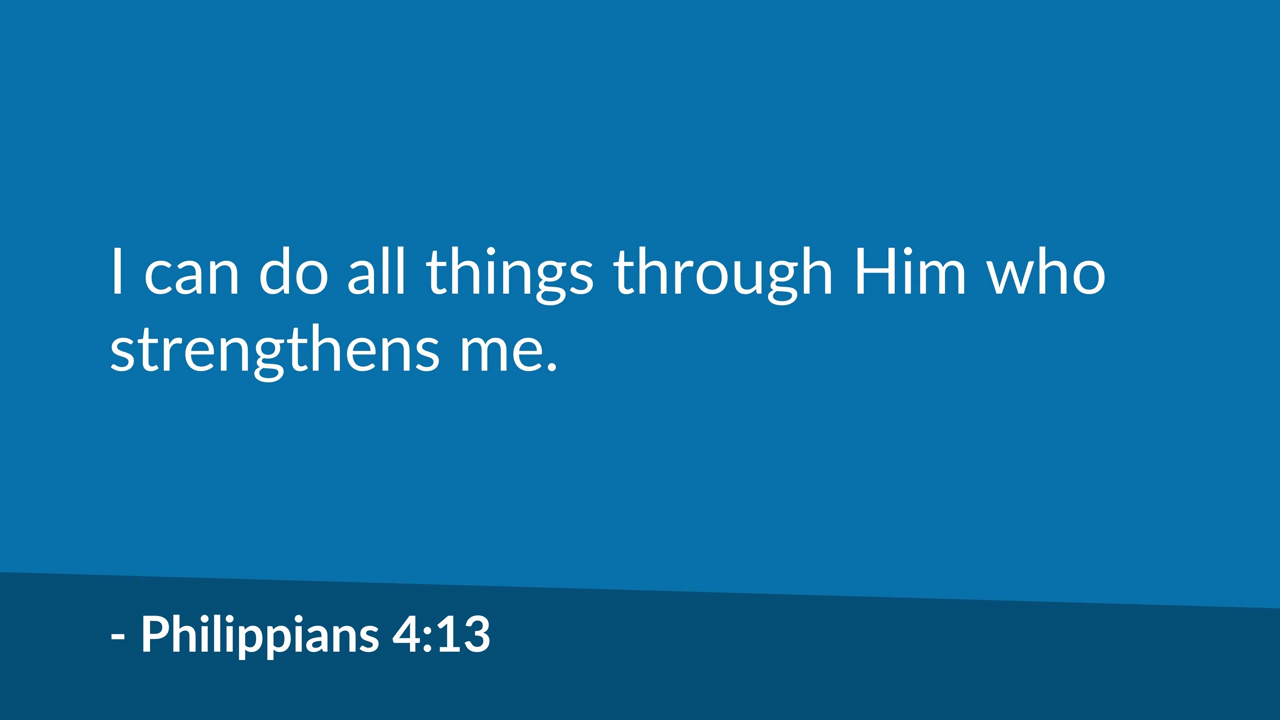 I can do all things through Him who
strengthens me.
- Philippians 4:13